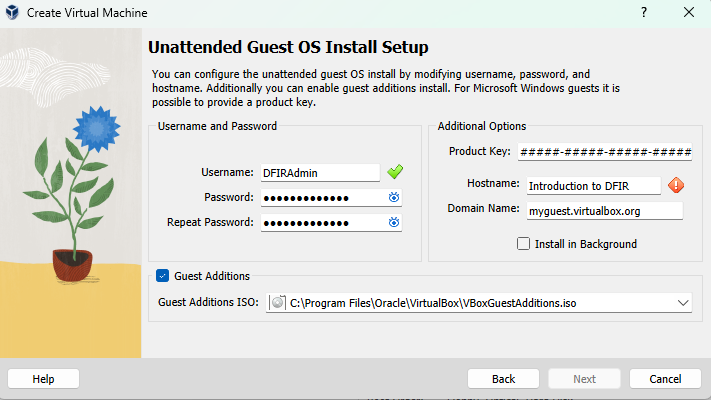 Create Virtual Machine
?
Unattended Guest OS Install Setup
You can configure the unattended guest OS install by modifying username, password, and
hostname. Additionally you can enable guest additions install. For Microsoft Windows guests it is
possible to provide a product key.
Username and Password
Username: DFIRAdmin
Password: ●●●●●●●●●●●●●
Repeat Password: ●●●●●●●●●●●●●
Additional Options
Product Key: #####-#####-#####-#####
Hostname: Introduction to DFIR
Domain Name: myguest.virtualbox.org
Install in Background
Guest Additions
Guest Additions ISO: C:\Program Files\Oracle\VirtualBox\VBoxGuestAdditions.iso
Help
Back
Next
Cancel